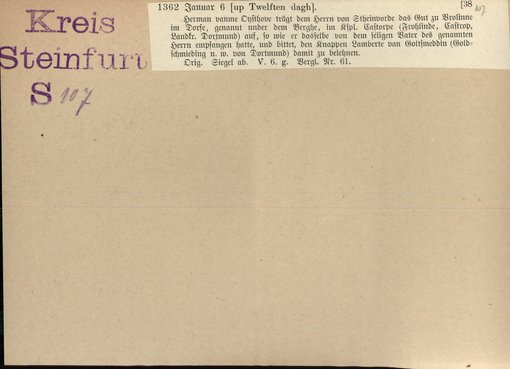 Kreis
Steinfurt
S 107
1362 Januar 6 [up Twelften dagh]. [38
107
Herman vamme Oysthove trägt dem Herrn von Stheinvorde das Gut zu Vrolinne
im Dorfe, genannt under dem Berghe, im Kspl. Castorpe (Frohlinde, Castrop,
Landkr. Dortmund) auf, so wie er dasselbe von dem seligen Vater des genannten
Herrn empfangen hatte, und bittet, den Knappen Lamberte van Goltsmeddin (Gold-
schmieding n. w. von Dortmund) damit zu belehnen.
Orig. Siegel ab. V. 6. g. Vergl. Nr. 61.